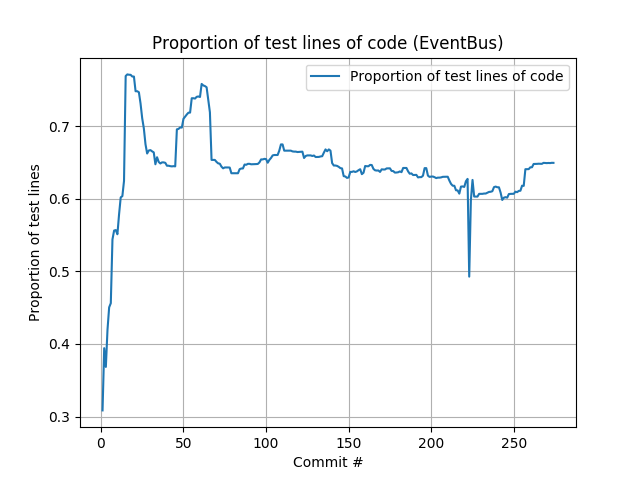 Proportion of test lines of code (EventBus)
Proportion of test lines of code
Proportion of test lines
0.7
0.6
0.5
0.4
0.3
0 50 100 150 200 250
Commit #